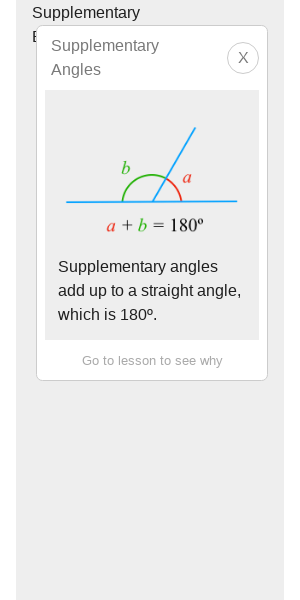 Supplementary
Supplementary
Angles
X
b
a
a + b = 180º
Supplementary angles
add up to a straight angle,
which is 180º.
Go to lesson to see why